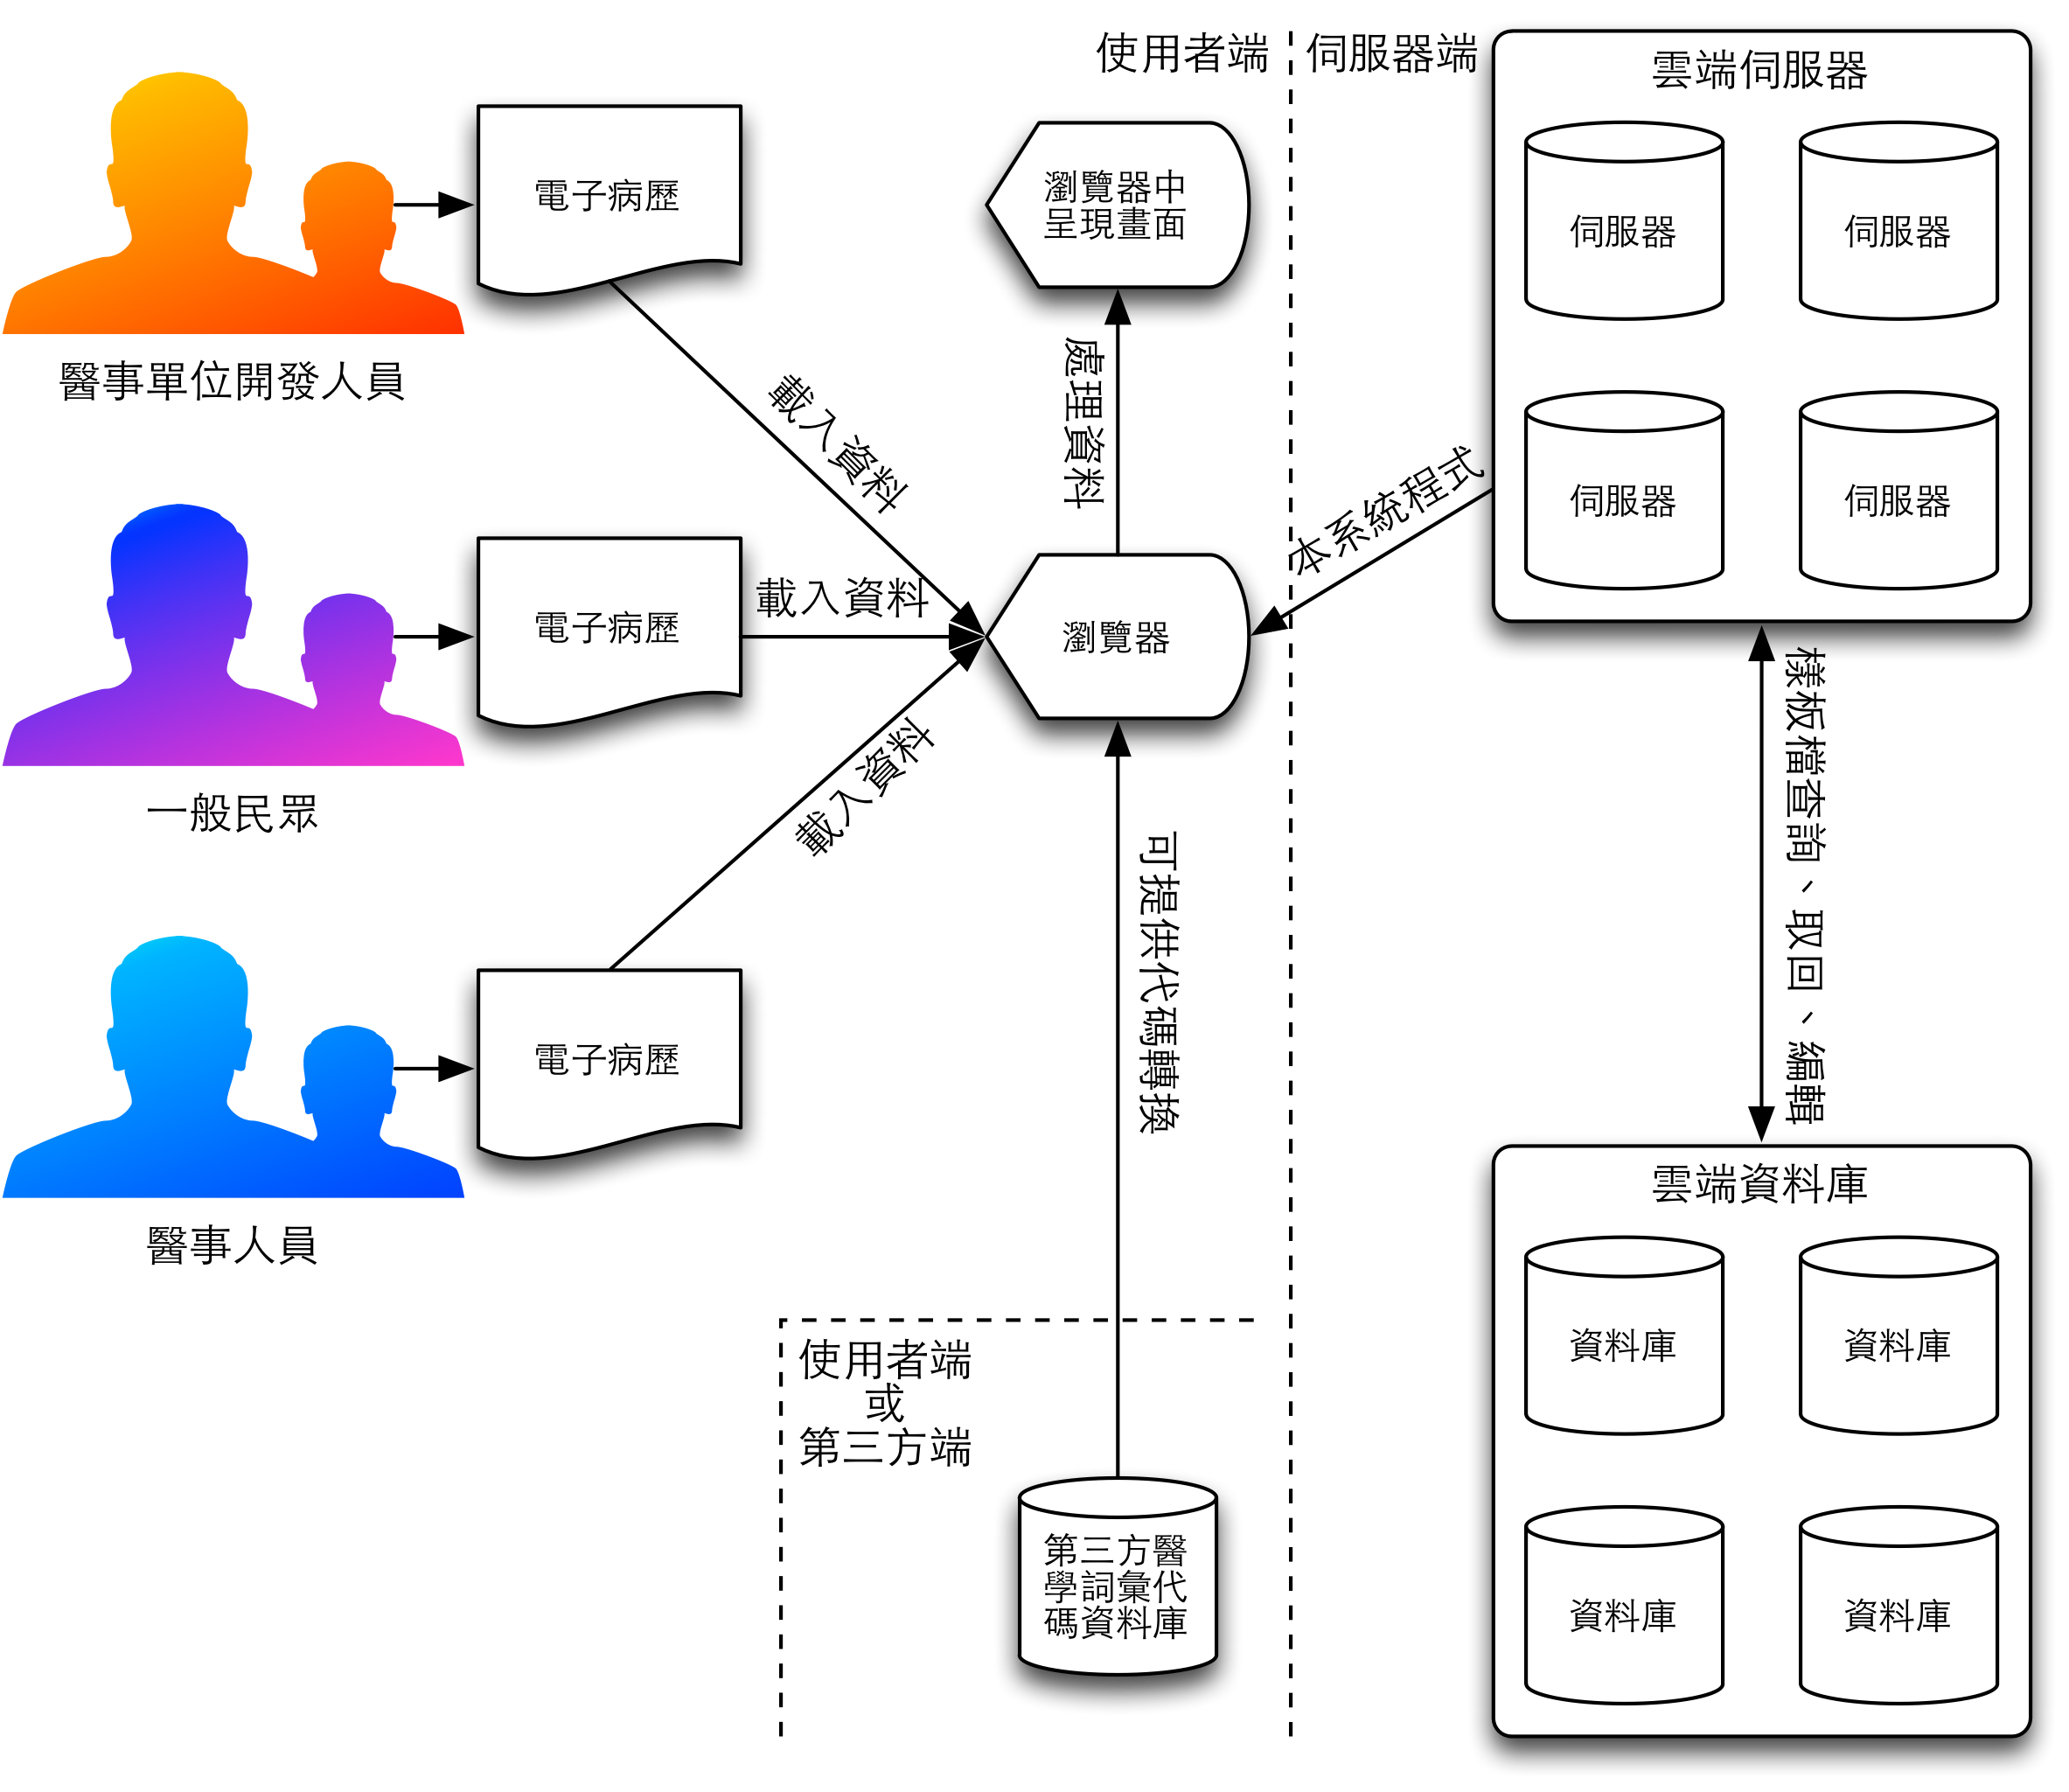 使用者端
伺服器端
雲端伺服器
電子病歷
瀏覽器中
呈現畫面
伺服器
伺服器
醫事單位開發人員
載入資料
處理資料
本系統程式
伺服器
伺服器
電子病歷
載入資料
瀏覽器
樣板檔查詢、取回、編輯
一般民眾
載入資料
可提供代碼轉換
電子病歷
醫事人員
雲端資料庫
資料庫
資料庫
使用者端
或
第三方端
第三方醫
學詞彙代
碼資料庫
資料庫
資料庫